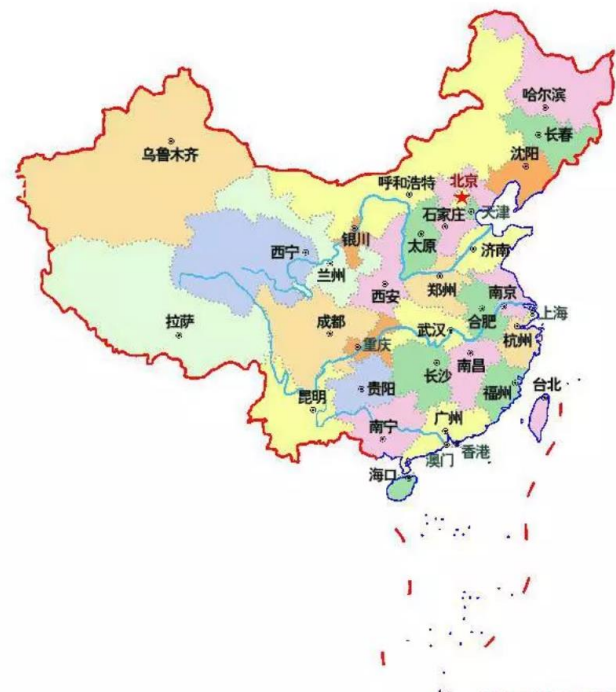 哈尔滨
长春
乌鲁木齐
沈阳
呼和浩特
北京
天津
石家庄
银川
太原
济南
西宁
兰州
西安
郑州
南京
合肥
上海
拉萨
成都
武汉
杭州
重庆
南昌
长沙
贵阳
福州
台北
昆明
广州
南宁
香港
澳门
海口